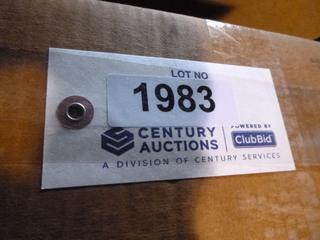 LOT NO
1983
CENTURY
AUCTIONS
POWERED BY
ClubBid
A DIVISION OF CENTURY SERVICES